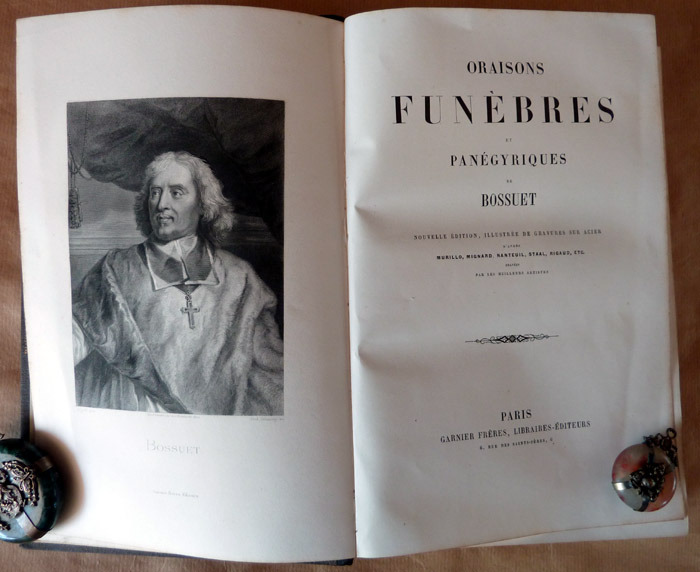 BOSSUET
ORAISONS
FUNÈBRES
ET
PANÉGYRIQUES
DE
BOSSUET
NOUVELLE ÉDITION, ILLUSTRÉE DE GRAVURES SUR ACIER
D'APRÈS
MURILLO, MIGNARD, NANTEUIL, STAAL, RIGAUD, ETC.
GRAVÉES
PAR LES MEILLEURS ARTISTES
PARIS
GARNIER FRÈRES, LIBRAIRES-ÉDITEURS
6, RUE DES SAINTS-PÈRES, 6